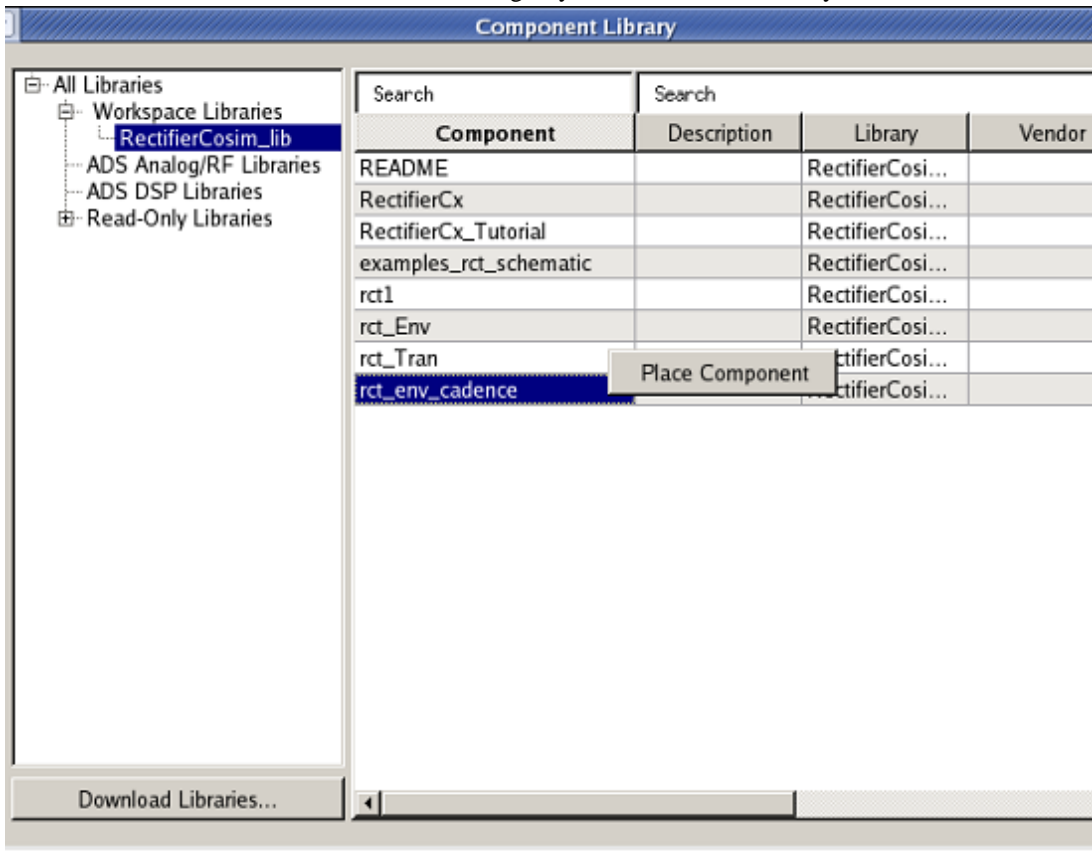 Component Library
All Libraries
Workspace Libraries
RectifierCosim_lib
ADS Analog/RF Libraries
ADS DSP Libraries
Read-Only Libraries
Download Libraries...
Search Search
Component Description Library Vendor
README RectifierCosi...
RectifierCx RectifierCosi...
RectifierCx_Tutorial RectifierCosi...
examples_rct_schematic RectifierCosi...
rct1 RectifierCosi...
rct_Env RectifierCosi...
rct_Tran ctifierCosi...
Place Component
rct_env_cadence ctifierCosi...